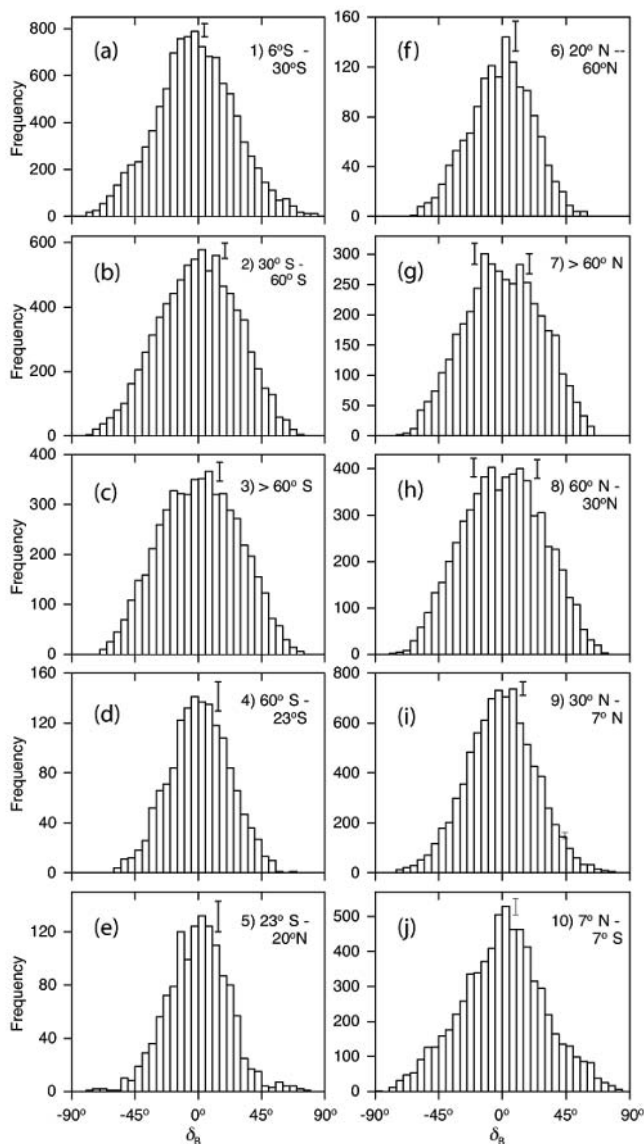 800
600
400
200
0
Frequency
(a)
1) 6ºS -
30ºS
160
120
80
40
0
(f)
6) 20º N --
60ºN
600
400
200
0
Frequency
(b)
2) 30º S -
60º S
300
250
200
150
100
50
0
(g)
7) > 60º N
400
300
200
100
0
Frequency
(c)
3) > 60º S
400
300
200
100
0
(h)
8) 60º N -
30ºN
160
120
80
40
0
Frequency
(d)
4) 60º S -
23ºS
800
600
400
200
0
(i)
9) 30º N -
7º N
120
80
40
0
Frequency
(e)
5) 23º S -
20ºN
-90º -45º 0º 45º 90º
δB
500
400
300
200
100
0
(j)
10) 7º N -
7º S
-90º -45º 0º 45º 90º
δB